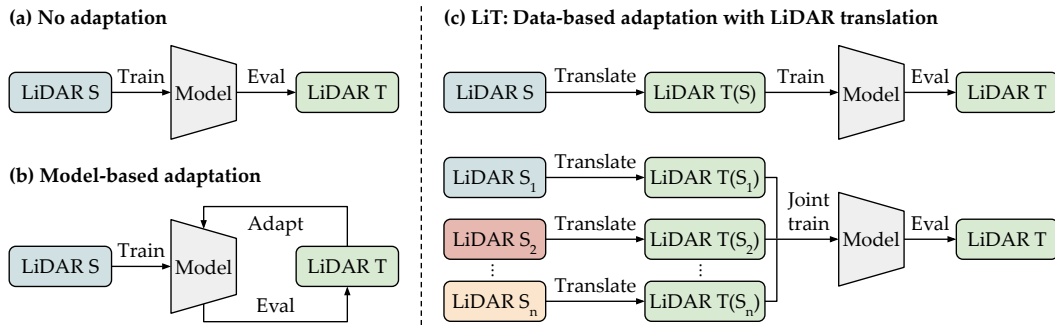 (a) No adaptation
LiDAR S
Train
Model
Eval
LiDAR T
(b) Model-based adaptation
LiDAR S
Train
Model
Adapt
Eval
LiDAR T
(c) LiT: Data-based adaptation with LiDAR translation
LiDAR S
Translate
LiDAR T(S)
Train
Model
Eval
LiDAR T
LiDAR S₁
Translate
LiDAR T(S₁)
LiDAR S₂
Translate
LiDAR T(S₂)
...
...
LiDAR Sₙ
Translate
LiDAR T(Sₙ)
Joint
train
Model
Eval
LiDAR T